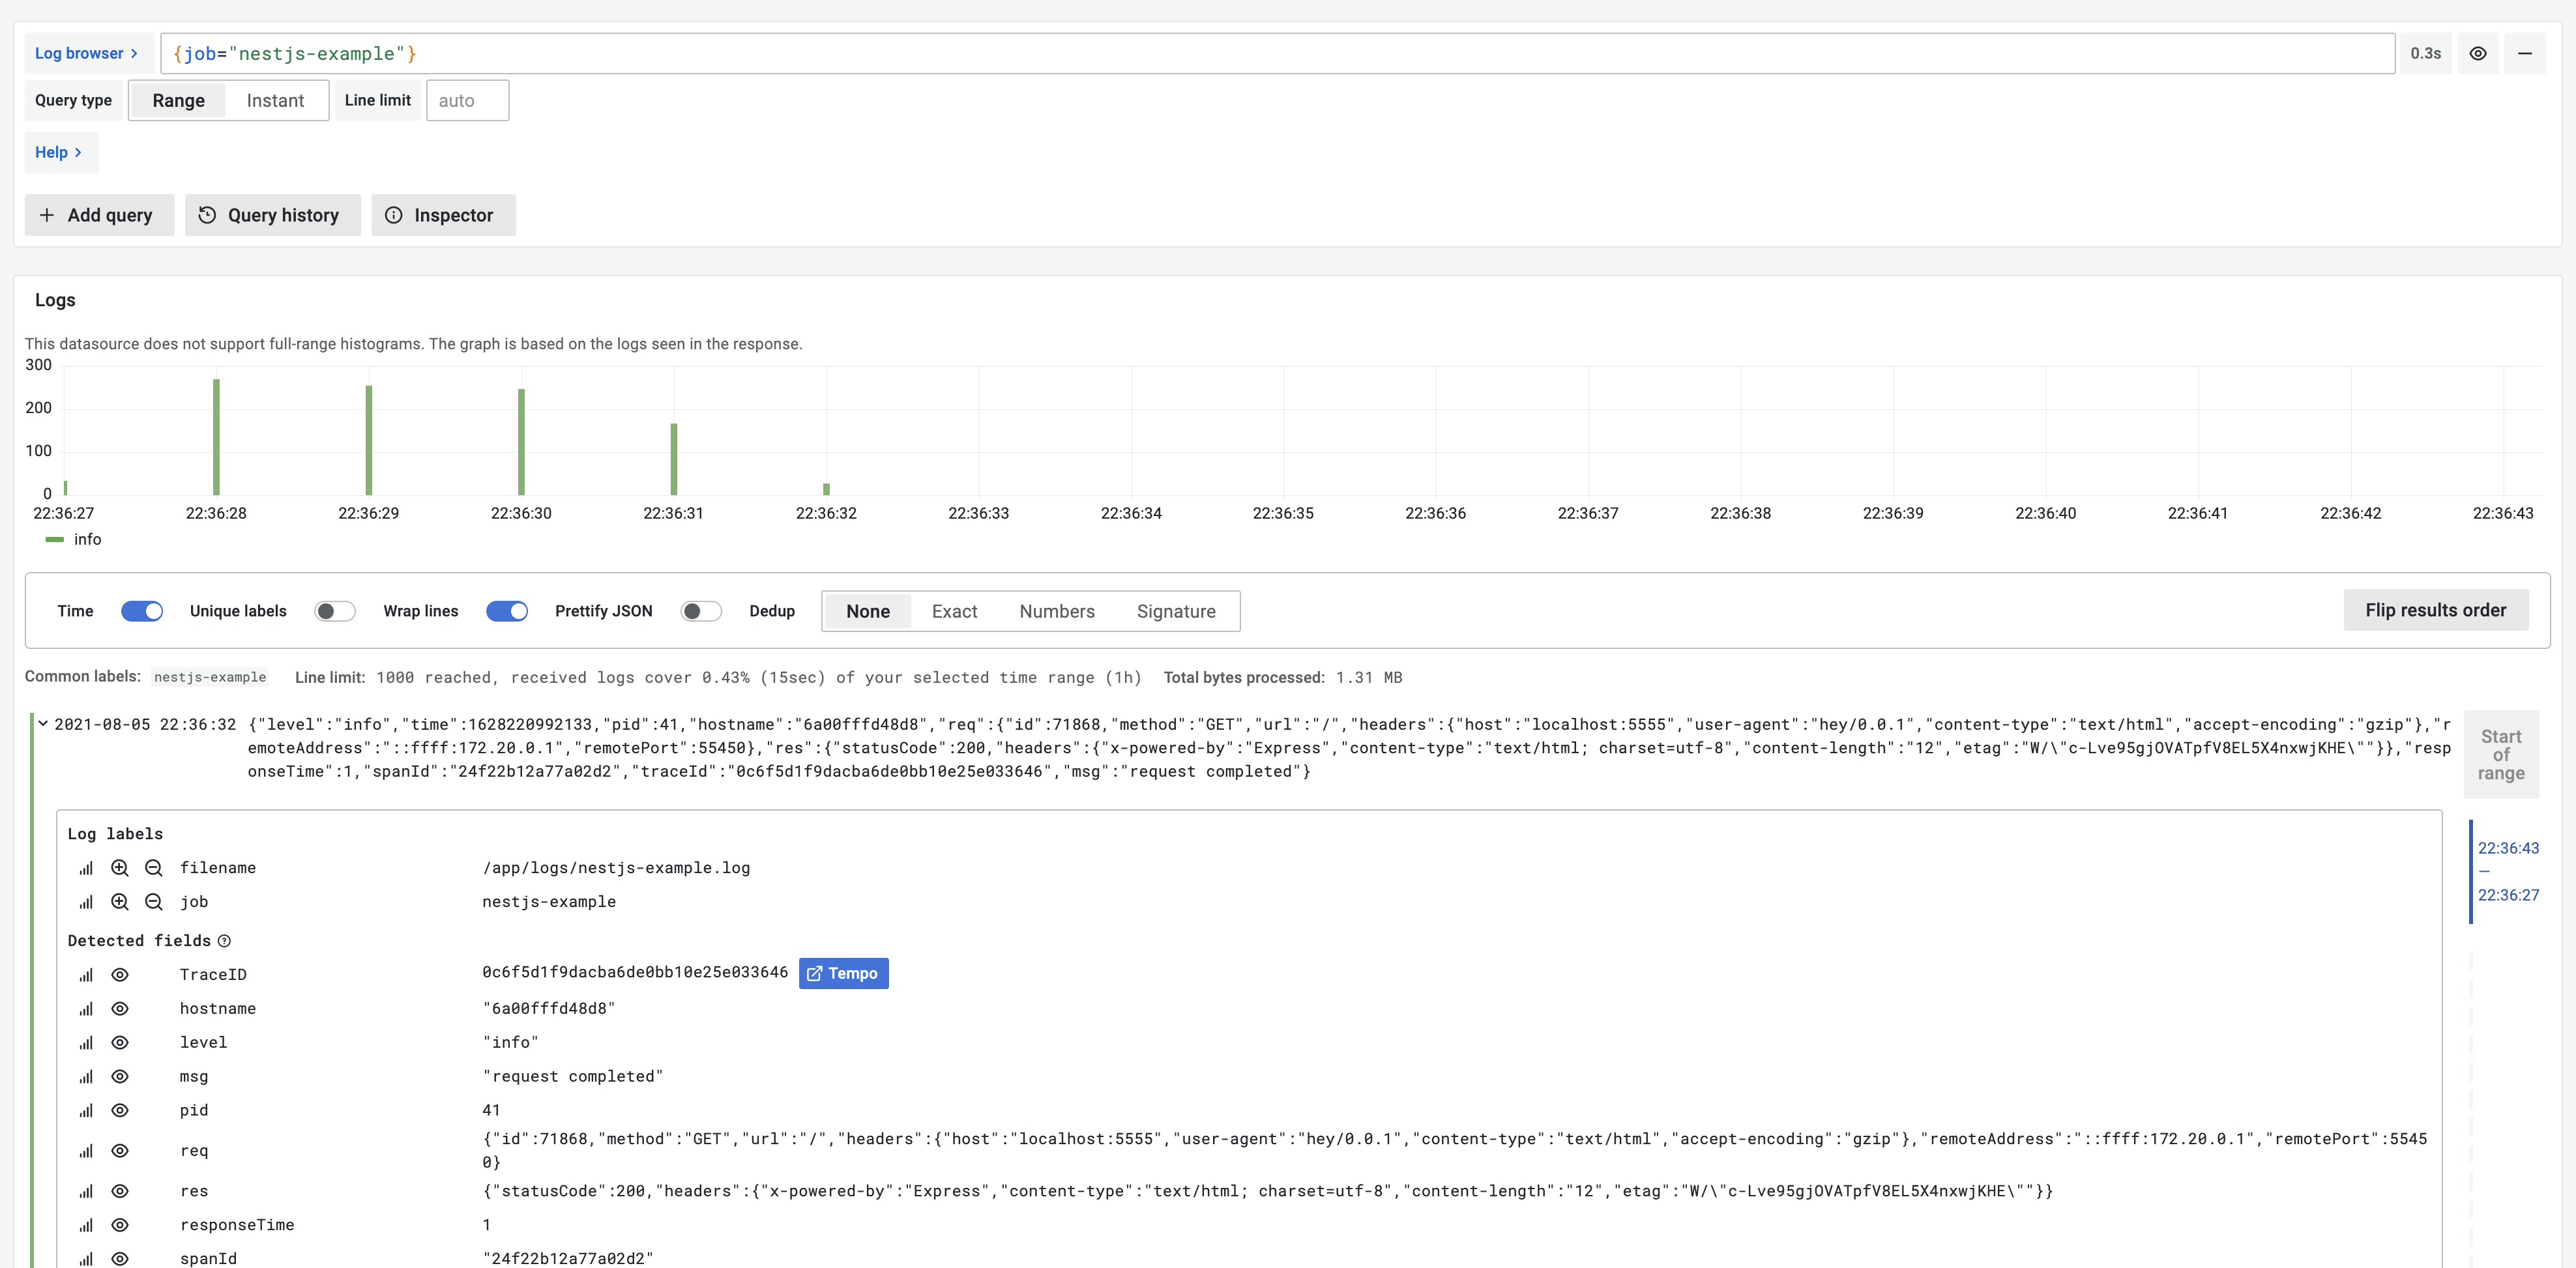 Log browser >
{job="nestjs-example"}
0.3s
Query type
Range
Instant
Line limit
auto
Help >
+ Add query
Query history
Inspector
Logs
This datasource does not support full-range histograms. The graph is based on the logs seen in the response.
300
200
100
0
22:36:27
22:36:28
22:36:29
22:36:30
22:36:31
22:36:32
22:36:33
22:36:34
22:36:35
22:36:36
22:36:37
22:36:38
22:36:39
22:36:40
22:36:41
22:36:42
22:36:43
info
Time
Unique labels
Wrap lines
Prettify JSON
Dedup
None
Exact
Numbers
Signature
Flip results order
Common labels: nestjs-example Line limit: 1000 reached, received logs cover 0.43% (15sec) of your selected time range (1h) Total bytes processed: 1.31 MB
2021-08-05 22:36:32 {"level":"info","time":1628220992133,"pid":41,"hostname":"6a00fffd48d8","req":{"id":71868,"method":"GET","url":"/","headers":{"host":"localhost:5555","user-agent":"hey/0.0.1","content-type":"text/html","accept-encoding":"gzip"},"r
emoteAddress":"::ffff:172.20.0.1","remotePort":55450},"res":{"statusCode":200,"headers":{"x-powered-by":"Express","content-type":"text/html; charset=utf-8","content-length":"12","etag":"W/\"c-Lve95gjOVATpfV8EL5X4nxwjKHE\""}},"resp
onseTime":1,"spanId":"24f22b12a77a02d2","traceId":"0c6f5d1f9dacba6de0bb10e25e033646","msg":"request completed"}
Start
of
range
22:36:43
—
22:36:27
Log labels
filename /app/logs/nestjs-example.log
job nestjs-example
Detected fields
TraceID 0c6f5d1f9dacba6de0bb10e25e033646 Tempo
hostname "6a00fffd48d8"
level "info"
msg "request completed"
pid 41
req {"id":71868,"method":"GET","url":"/","headers":{"host":"localhost:5555","user-agent":"hey/0.0.1","content-type":"text/html","accept-encoding":"gzip"},"remoteAddress":"::ffff:172.20.0.1","remotePort":5545
0}
res {"statusCode":200,"headers":{"x-powered-by":"Express","content-type":"text/html; charset=utf-8","content-length":"12","etag":"W/\"c-Lve95gjOVATpfV8EL5X4nxwjKHE\""}}
responseTime 1
spanId "24f22b12a77a02d2"